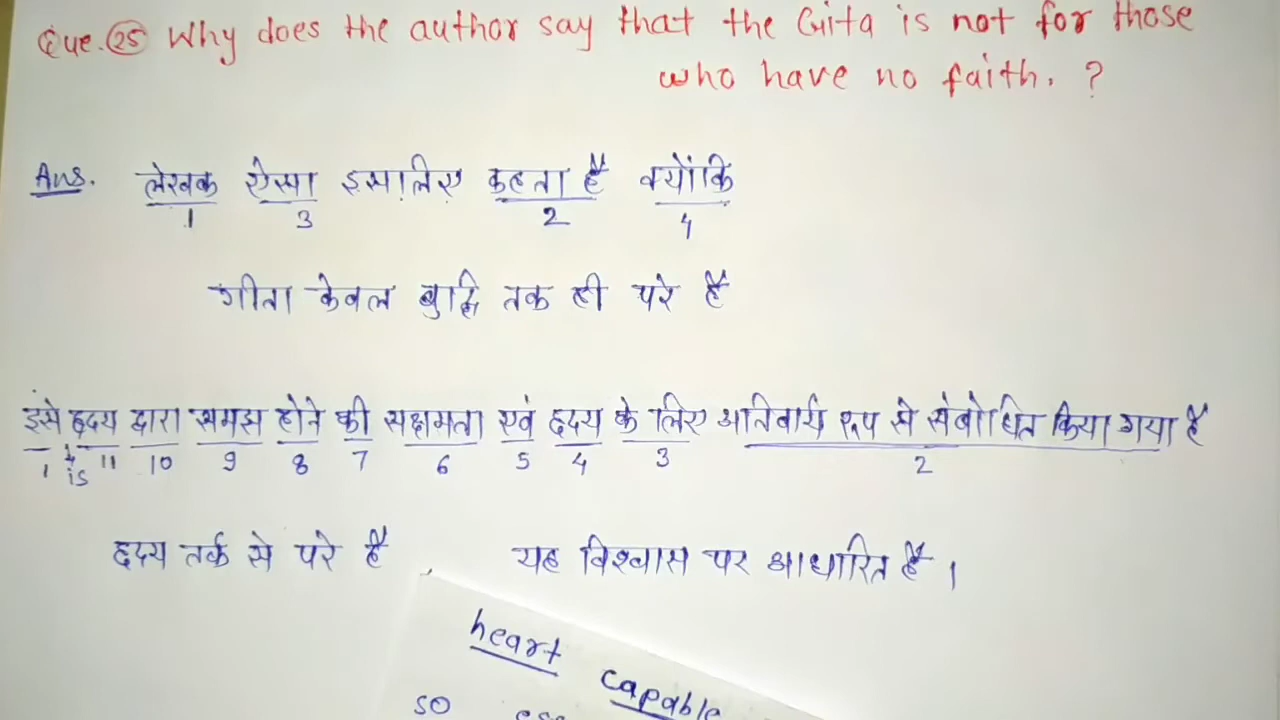 Que. 25 Why does the author say that the Gita is not for those
who have no faith. ?
Ans. लेखक ऐसा इसलिए कहता है क्योंकि
1 3 2 4
गीता केवल बुद्धि तक ही परे है
इसे हृदय द्वारा समझ होने की सक्षमता एवं हृदय के लिए अनिवार्य रूप से संबोधित किया गया है
1 is 11 10 9 8 7 6 5 4 3 2
हृदय तर्क से परे है यह विश्वास पर आधारित है ।
heart capable
so